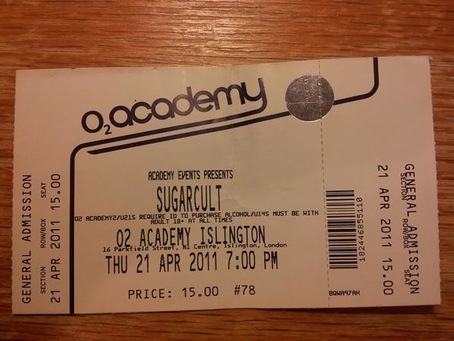 O2 academy
ACADEMY EVENTS PRESENTS
SUGARCULT
O2 ACADEMY2/U21S REQUIRE ID TO PURCHASE ALCOHOL/U14S MUST BE WITH
ADULT 18+ AT ALL TIMES
O2 ACADEMY ISLINGTON
16 Parkfield Street, N1 Centre, Islington, London
THU 21 APR 2011 7:00 PM
PRICE: 15.00 #78
GENERAL ADMISSION
SECTION ROW/BOX SEAT
21 APR 2011 15.00
182446855110
GENERAL ADMISSION
SECTION ROW/BOX SEAT
21 APR 2011 15.00